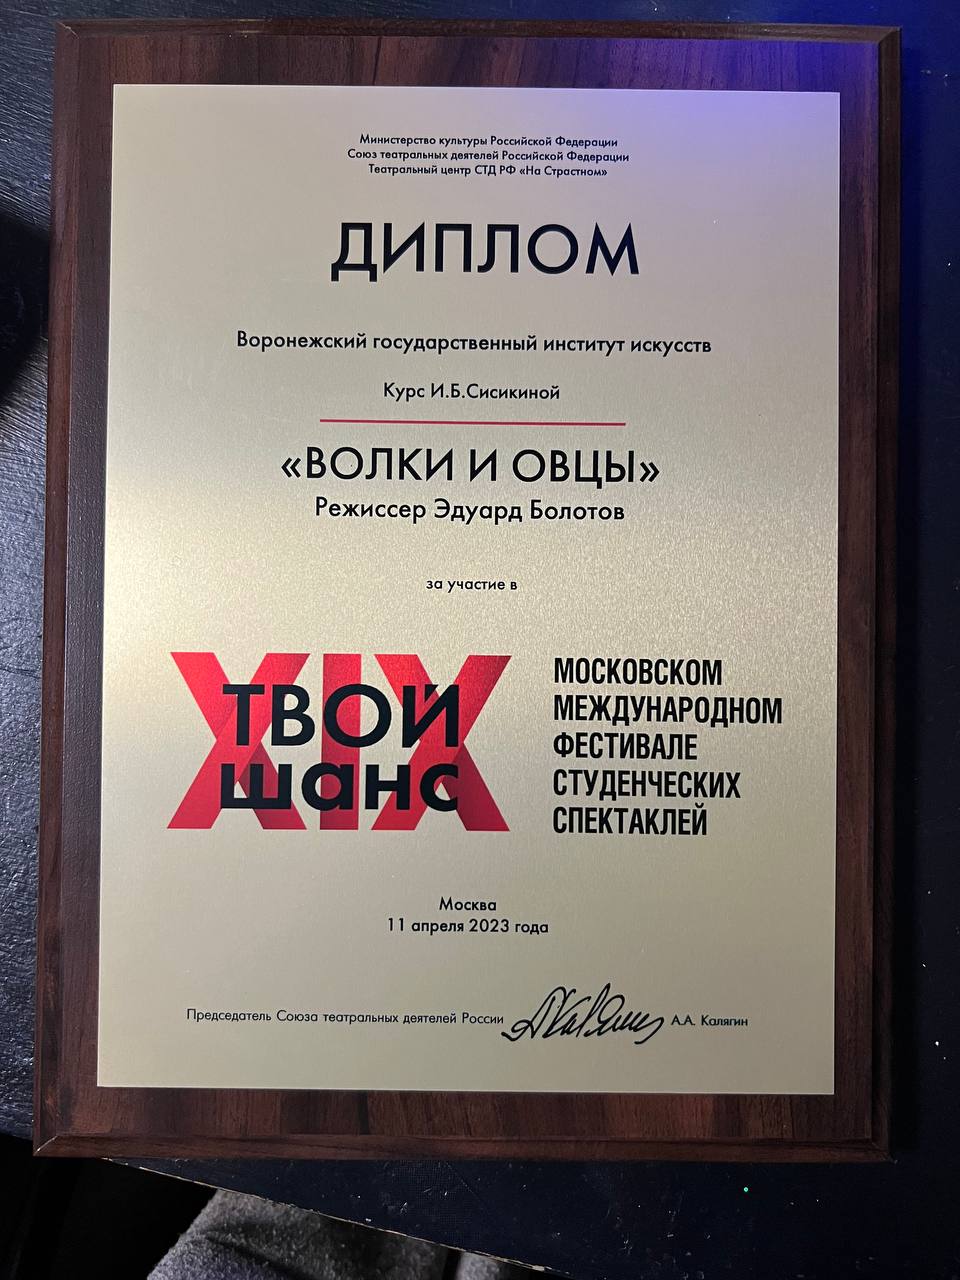 Министерство культуры Российской Федерации
Союз театральных деятелей Российской Федерации
Театральный центр СТД РФ «На Страстном»
ДИПЛОМ
Воронежский государственный институт искусств
Курс И.Б.Сисикиной
«ВОЛКИ И ОВЦЫ»
Режиссер Эдуард Болотов
за участие в
XIX
ТВОЙ
шанс
МОСКОВСКОМ
МЕЖДУНАРОДНОМ
ФЕСТИВАЛЕ
СТУДЕНЧЕСКИХ
СПЕКТАКЛЕЙ
Москва
11 апреля 2023 года
Председатель Союза театральных деятелей России АКалягин А.А. Калягин